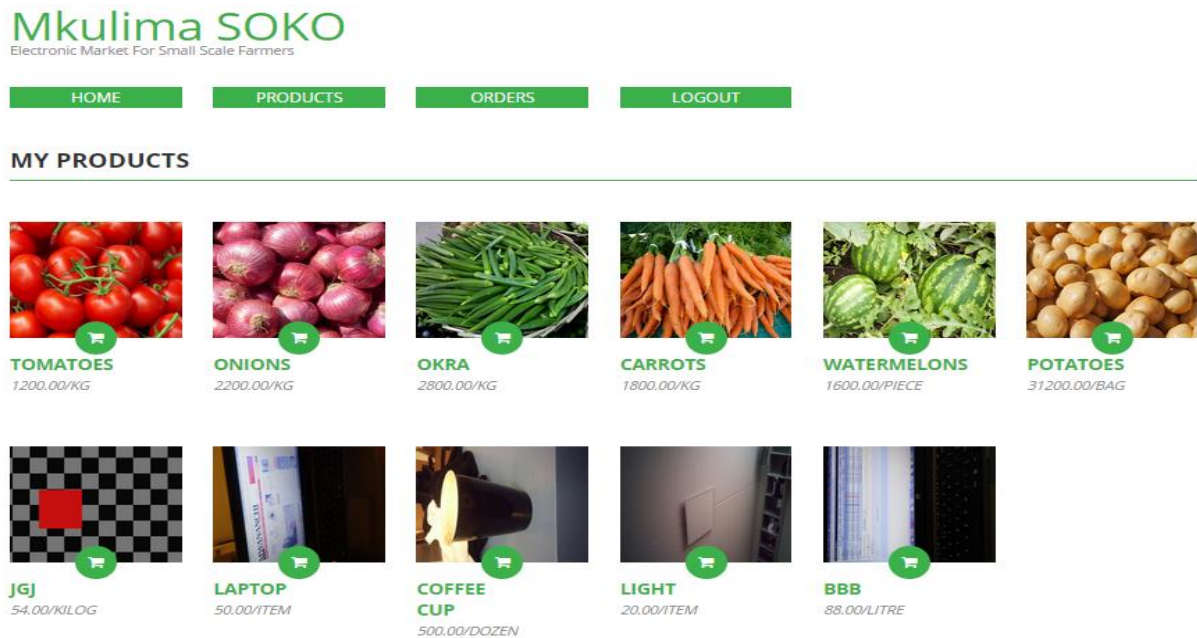 Mkulima SOKO
Electronic Market For Small Scale Farmers
HOME PRODUCTS ORDERS LOGOUT
MY PRODUCTS
TOMATOES
1200.00/KG
ONIONS
2200.00/KG
OKRA
2800.00/KG
CARROTS
1800.00/KG
WATERMELONS
1600.00/PIECE
POTATOES
31200.00/BAG
JGJ
54.00/KILOG
LAPTOP
50.00/ITEM
MWANANCHI
COFFEE
CUP
500.00/DOZEN
LIGHT
20.00/ITEM
BBB
88.00/LITRE